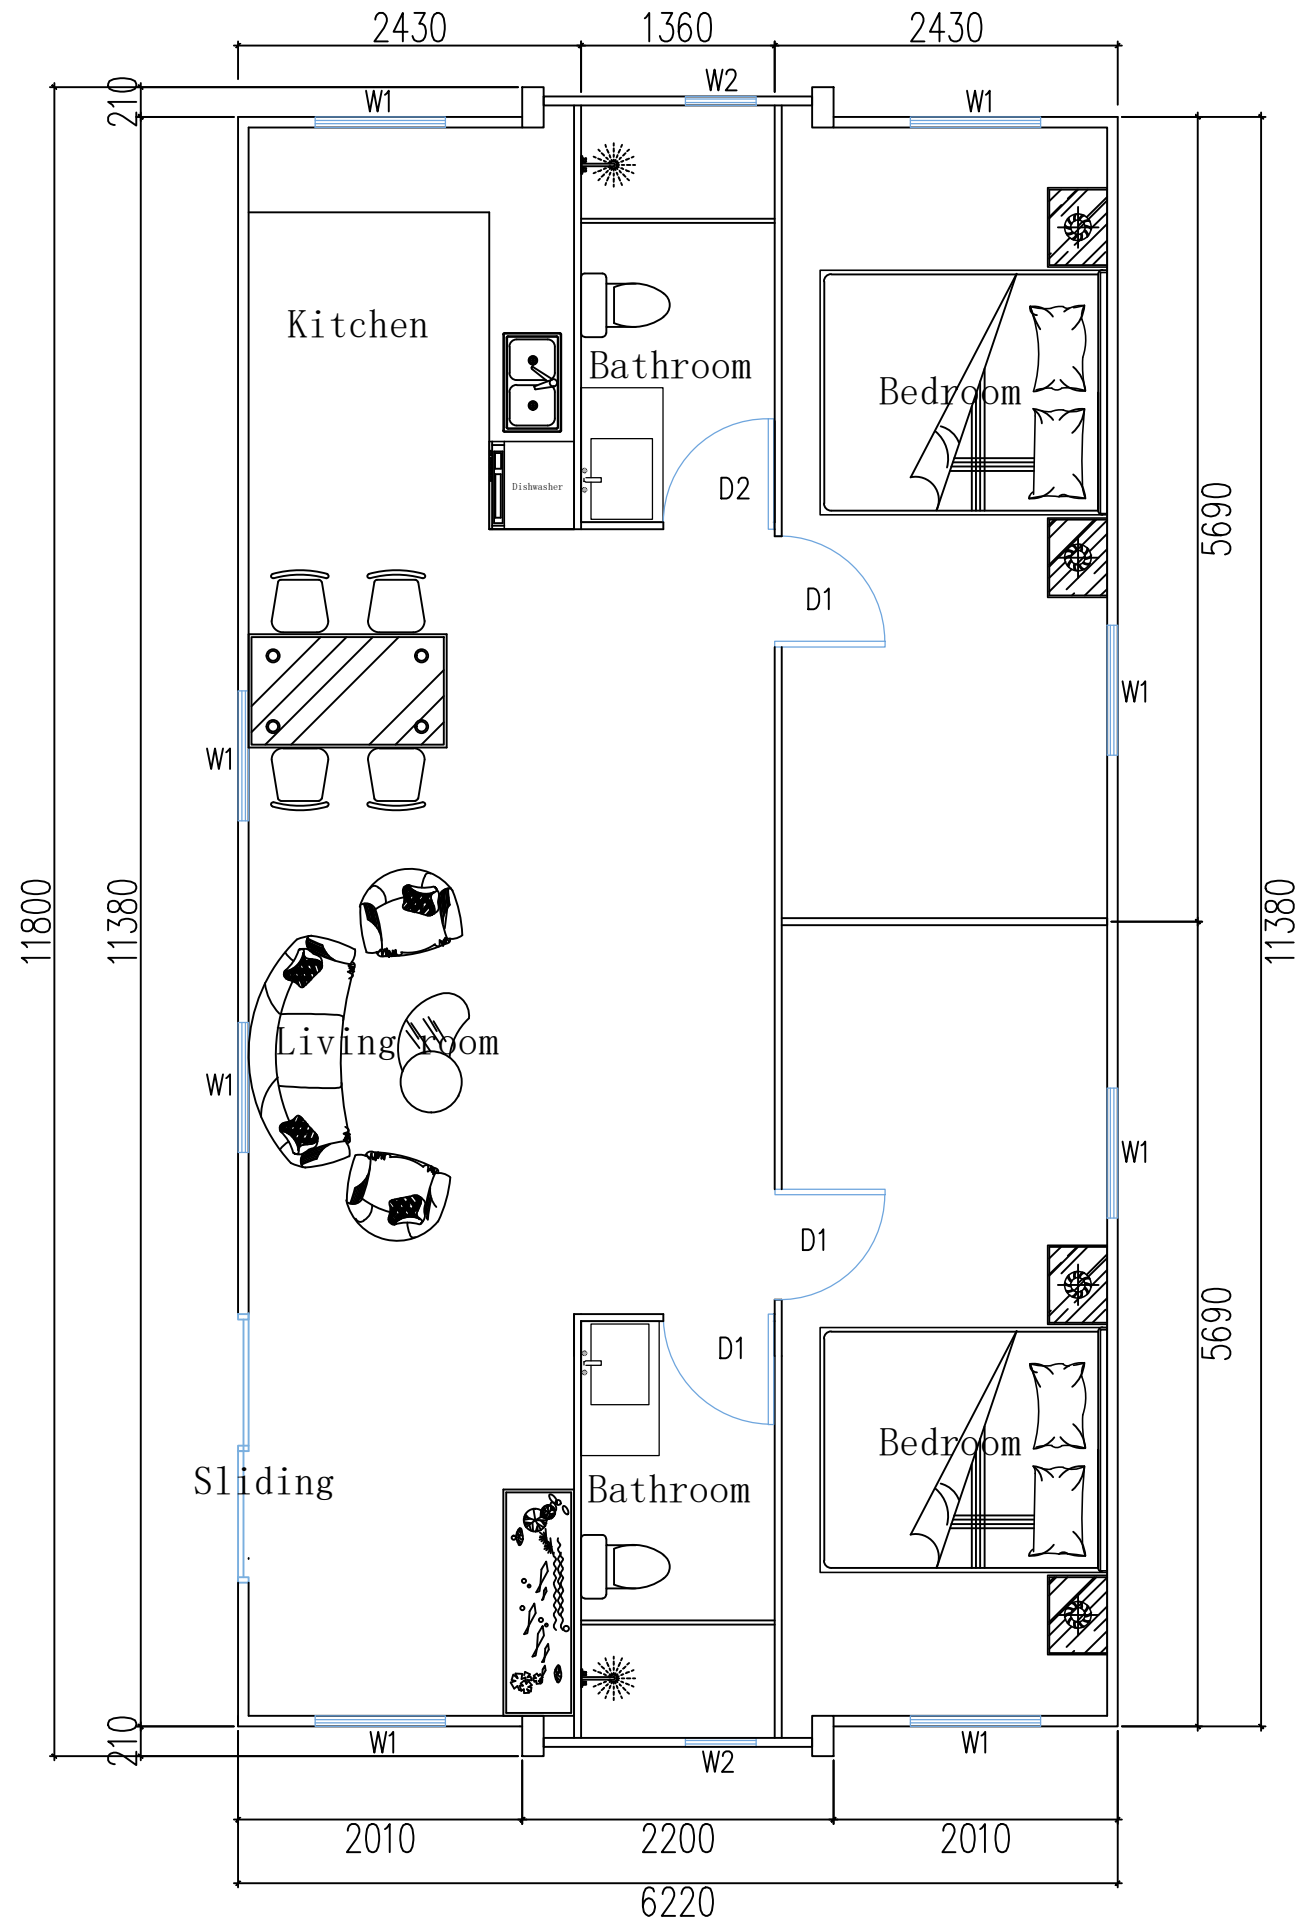 2430
1360
2430
210
W1
W2
W1
Kitchen
Bathroom
Bedroom
Dishwasher
D2
5690
D1
W1
W1
11800
11380
11380
Living room
W1
W1
D1
D1
5690
Bedroom
Sliding
Bathroom
210
W1
W2
W1
2010
2200
2010
6220